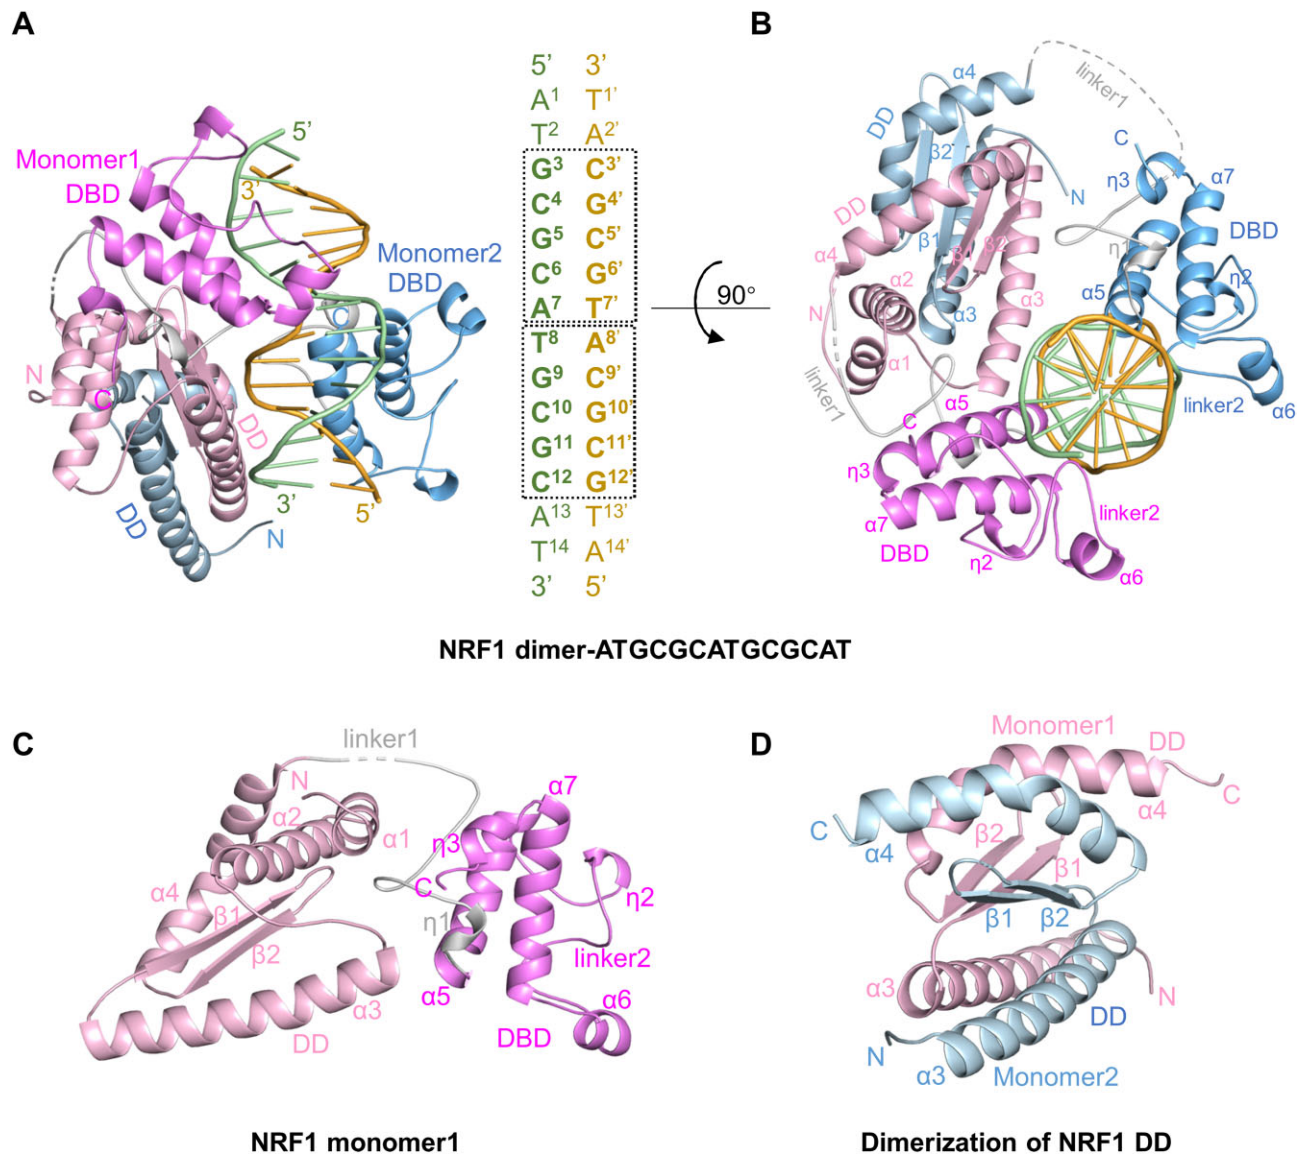 A
Monomer1
DBD
5’
3’
Monomer2
DBD
C
N
C
DD
DD
N
3’
5’
5’ 3’
A1 T1’
T2 A2’
G3 C3’
C4 G4’
G5 C5’
C6 G6’
A7 T7’
T8 A8’
G9 C9’
C10 G10’
G11 C11’
C12 G12’
A13 T13’
T14 A14’
3’ 5’
90°
B
α4
linker1
DD
β2
C
N
η3
α7
DD
DBD
α4
β1
β1
β2
η1
η2
α2
α5
N
α3
α3
α1
linker1
linker2
α6
α5
C
η3
linker2
α7
DBD
η2
α6
NRF1 dimer-ATGCGCATGCGCAT
C
linker1
N
α2
α1
α7
η3
α4
C
η2
β1
η1
β2
linker2
α5
α3
α6
DD
DBD
NRF1 monomer1
D
Monomer1
DD
C
α4
C
α4
β2
β1
β1
β2
α3
N
DD
N
α3
Monomer2
Dimerization of NRF1 DD